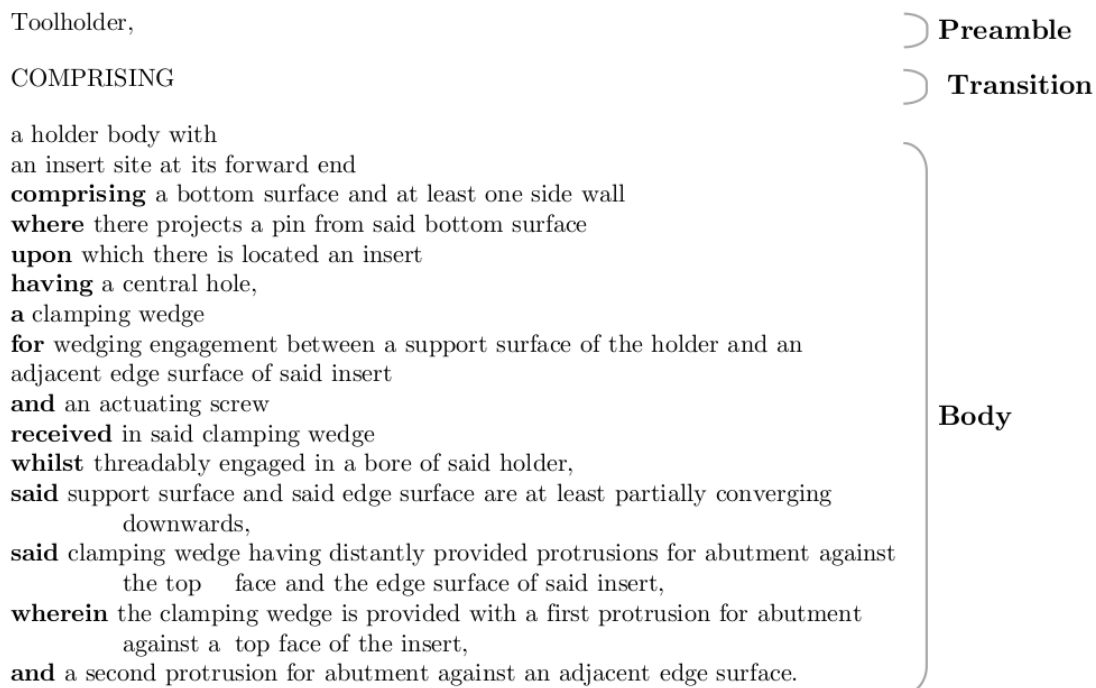 Toolholder,
Preamble
COMPRISING
Transition
a holder body with
an insert site at its forward end
comprising a bottom surface and at least one side wall
where there projects a pin from said bottom surface
upon which there is located an insert
having a central hole,
a clamping wedge
for wedging engagement between a support surface of the holder and an
adjacent edge surface of said insert
and an actuating screw
received in said clamping wedge
whilst threadably engaged in a bore of said holder,
said support surface and said edge surface are at least partially converging
downwards,
said clamping wedge having distantly provided protrusions for abutment against
the top face and the edge surface of said insert,
wherein the clamping wedge is provided with a first protrusion for abutment
against a top face of the insert,
and a second protrusion for abutment against an adjacent edge surface.
Body